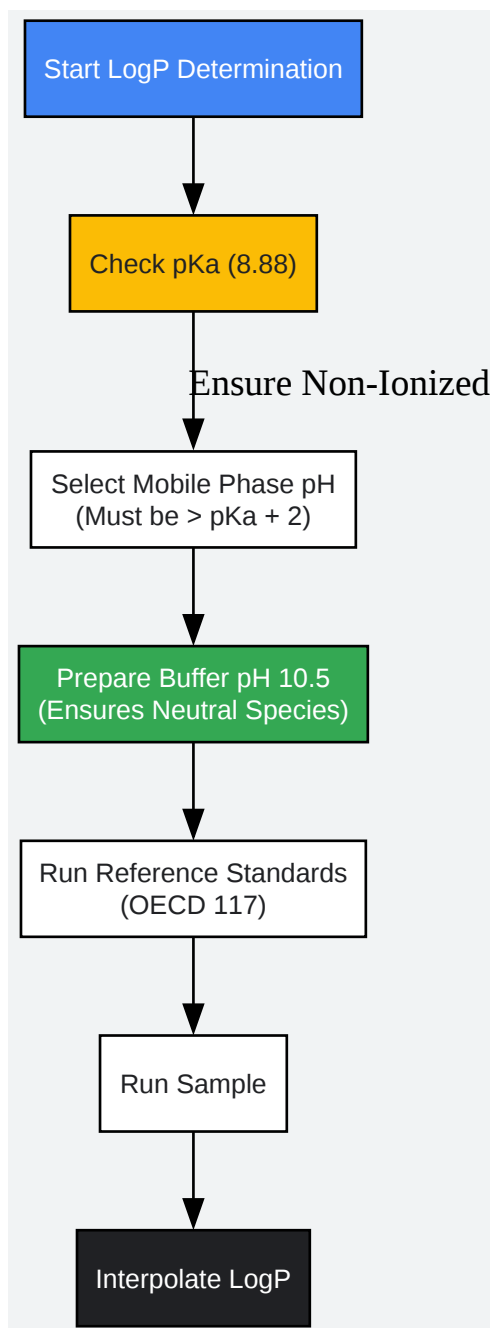 Start LogP Determination
Check pKa (8.88)
Ensure Non-Ionized
Select Mobile Phase pH
(Must be > pKa + 2)
Prepare Buffer pH 10.5
(Ensures Neutral Species)
Run Reference Standards
(OECD 117)
Run Sample
Interpolate LogP